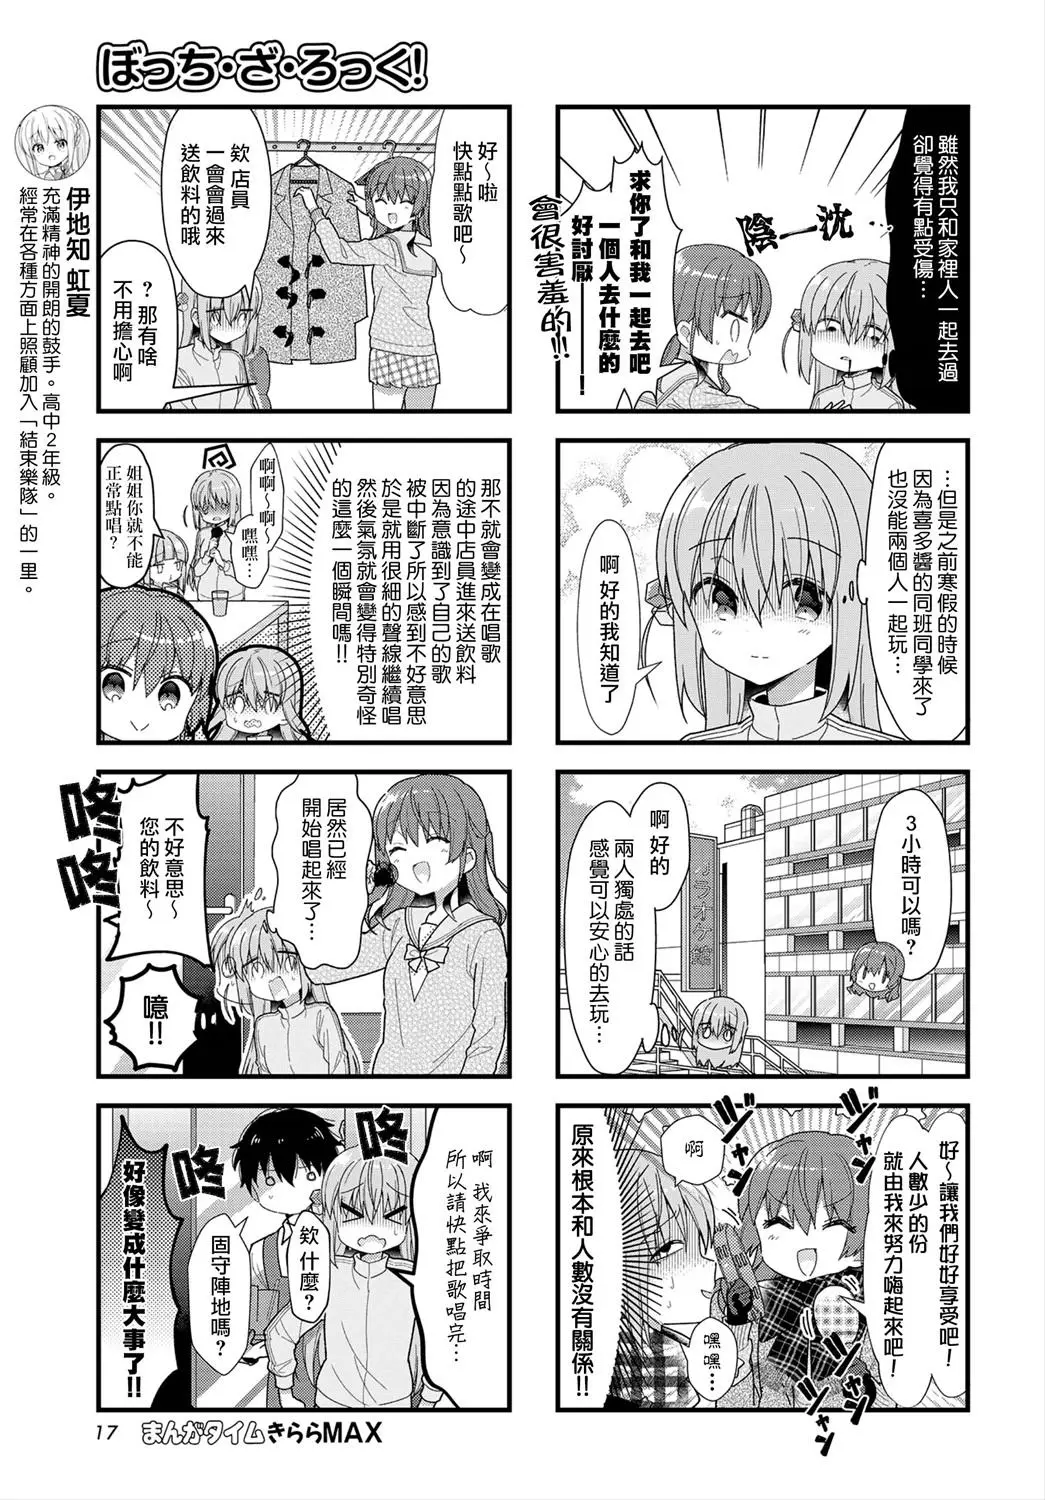 ぼっち・ざ・ろっく!
雖然我只和家裡人一起去過
卻覺得有點受傷…
陰ー沈
求你了和我一起去吧
一個人去什麼的
好討厭——!
會很害羞的!!!
…但是之前寒假的時候
因為喜多醬的同班同學來了
也沒能兩個人一起玩…
啊 好的我知道了
3小時可以嗎?
啊 好的
兩人獨處的話
感覺可以安心的去玩…
カラオケ館
好~讓我們好好享受吧!
人數少的份
就由我來努力嗨起來吧!
シャン
シャン
シャン
啊
嘿嘿…
原來根本和人數沒有關係!!
好~啦
快點點歌吧~
欸 店員
一會會過來
送飲料的哦
? 那有啥
不用擔心啊
那不就會變成在唱歌
的途中店員進來送飲料
因為意識到了自己的歌
被中斷了所以感到不好意思
於是就用很細的聲線繼續唱
然後氣氛就會變得特別奇怪
的這麼一個瞬間嗎!!
啊啊~啊
嘿嘿…
姐姐你就不能
正常點唱?
居然已經
開始唱起來了…
咚
咚
不好意思~
您的飲料~
噫!!
啊 我來爭取時間
所以請快點把歌唱完…
咚
咚
欸 什麼?
固守陣地嗎?
好像變成什麼大事了!!
伊地知 虹夏
充滿精神的開朗的鼓手。高中2年級。
經常在各種方面上照顧加入「結束樂隊」的一里。
17 まんがタイムきららMAX